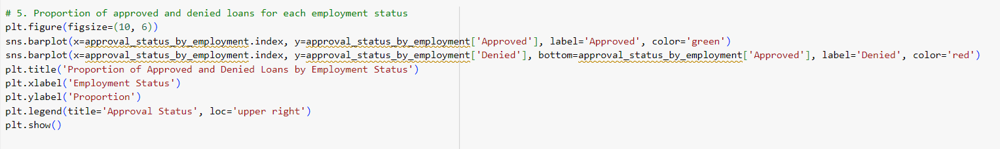 # 5. Proportion of approved and denied loans for each employment status
plt.figure(figsize=(10, 6))
sns.barplot(x=approval_status_by_employment.index, y=approval_status_by_employment['Approved'], label='Approved', color='green')
sns.barplot(x=approval_status_by_employment.index, y=approval_status_by_employment['Denied'], bottom=approval_status_by_employment['Approved'], label='Denied', color='red')
plt.title('Proportion of Approved and Denied Loans by Employment Status')
plt.xlabel('Employment Status')
plt.ylabel('Proportion')
plt.legend(title='Approval Status', loc='upper right')
plt.show()